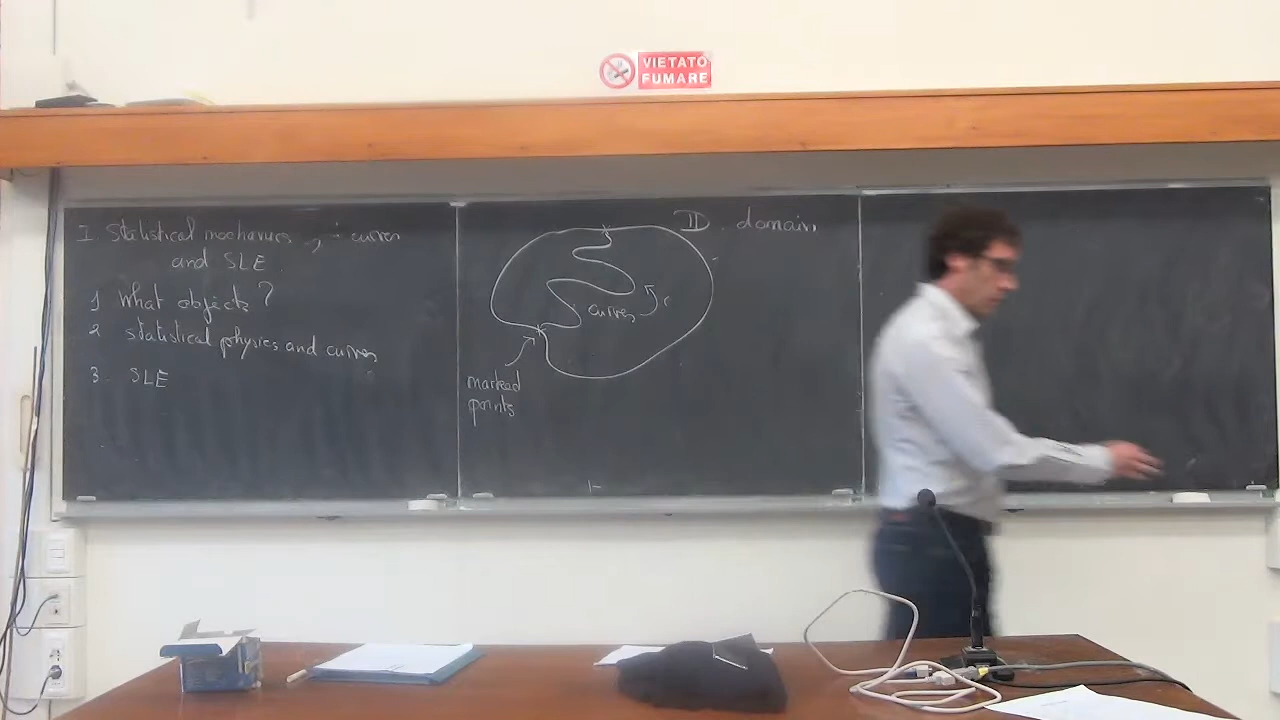 VIETATO
FUMARE
I. Statistical mechanics, curves
and SLE
1 What objects?
2 statistical physics and curves
3. SLE
D domain
curves
marked
points